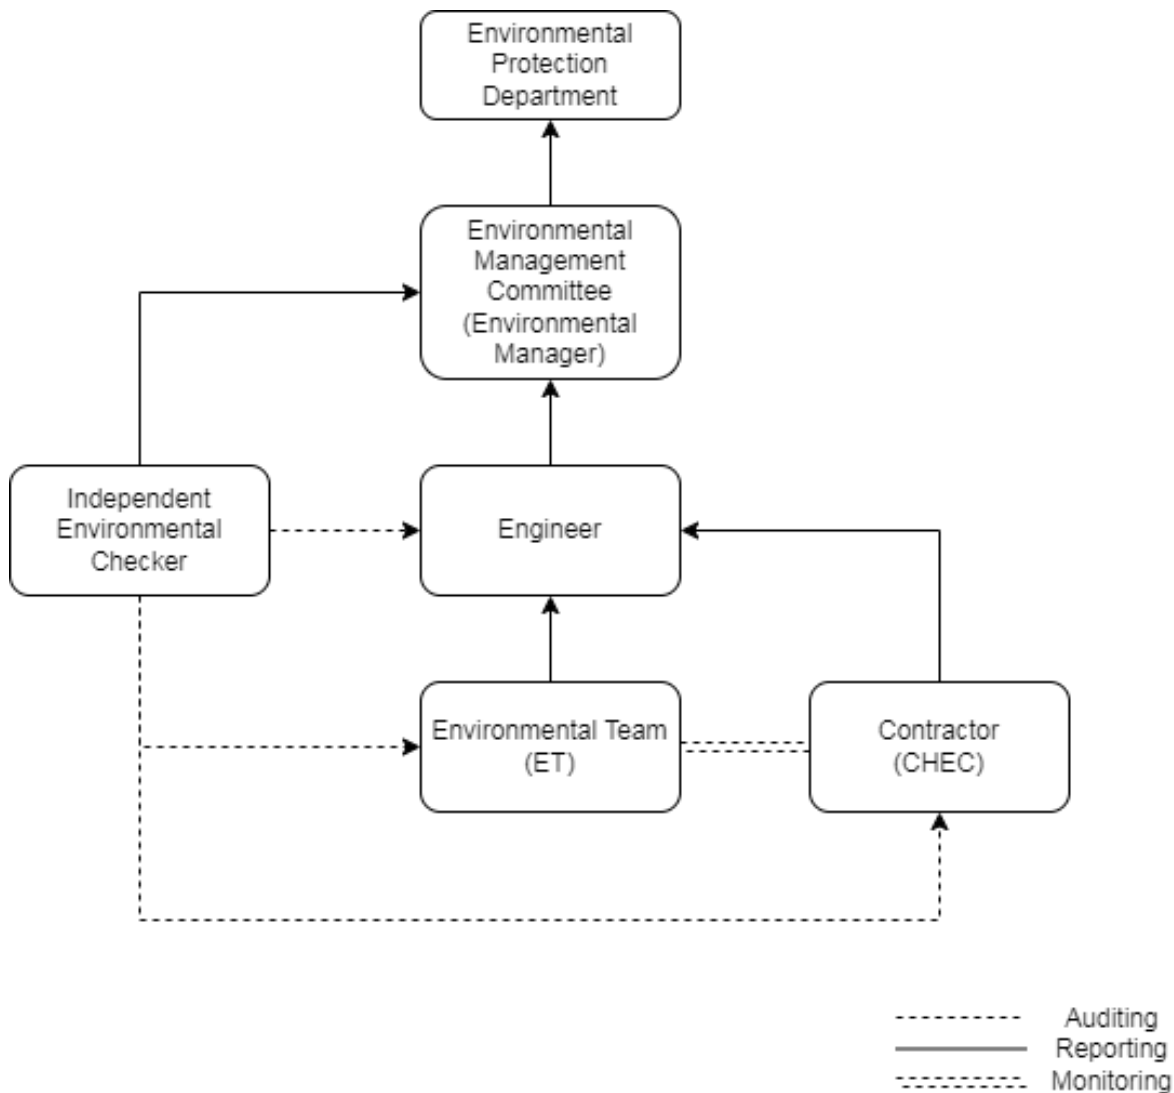 Environmental
Protection
Department
Environmental
Management
Committee
(Environmental
Manager)
Independent
Environmental
Checker
Engineer
Environmental Team
(ET)
Contractor
(CHEC)
Auditing
Reporting
Monitoring